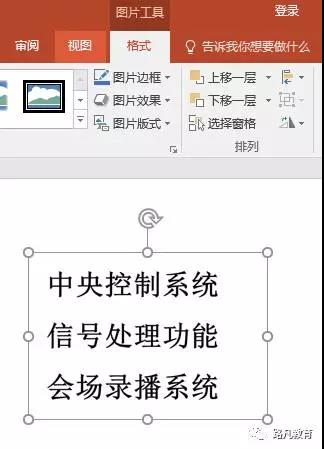 图片工具
登录
审阅 视图 格式 告诉我你想要做什么
图片边框 上移一层
图片效果 下移一层
图片版式 选择窗格
排列
中央控制系统
信号处理功能
会场录播系统
路凡教育